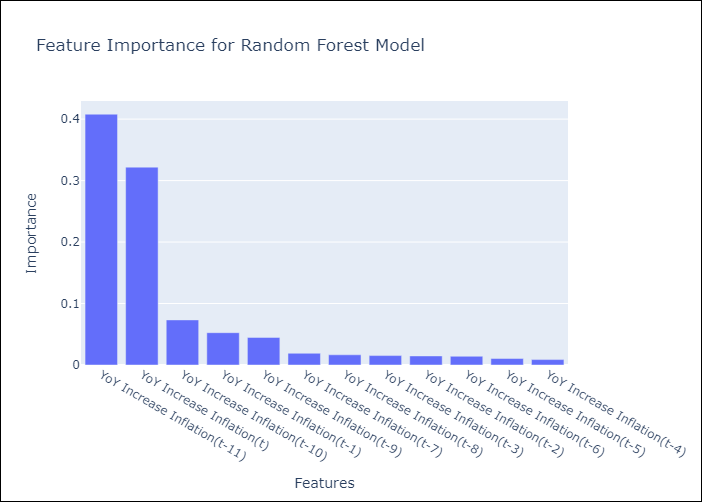 Feature Importance for Random Forest Model
Importance
0.4
0.3
0.2
0.1
0
YoY Increase Inflation(t-11)
YoY Increase Inflation(t)
YoY Increase Inflation(t-10)
YoY Increase Inflation(t-1)
YoY Increase Inflation(t-9)
YoY Increase Inflation(t-7)
YoY Increase Inflation(t-8)
YoY Increase Inflation(t-3)
YoY Increase Inflation(t-2)
YoY Increase Inflation(t-6)
YoY Increase Inflation(t-5)
YoY Increase Inflation(t-4)
Features